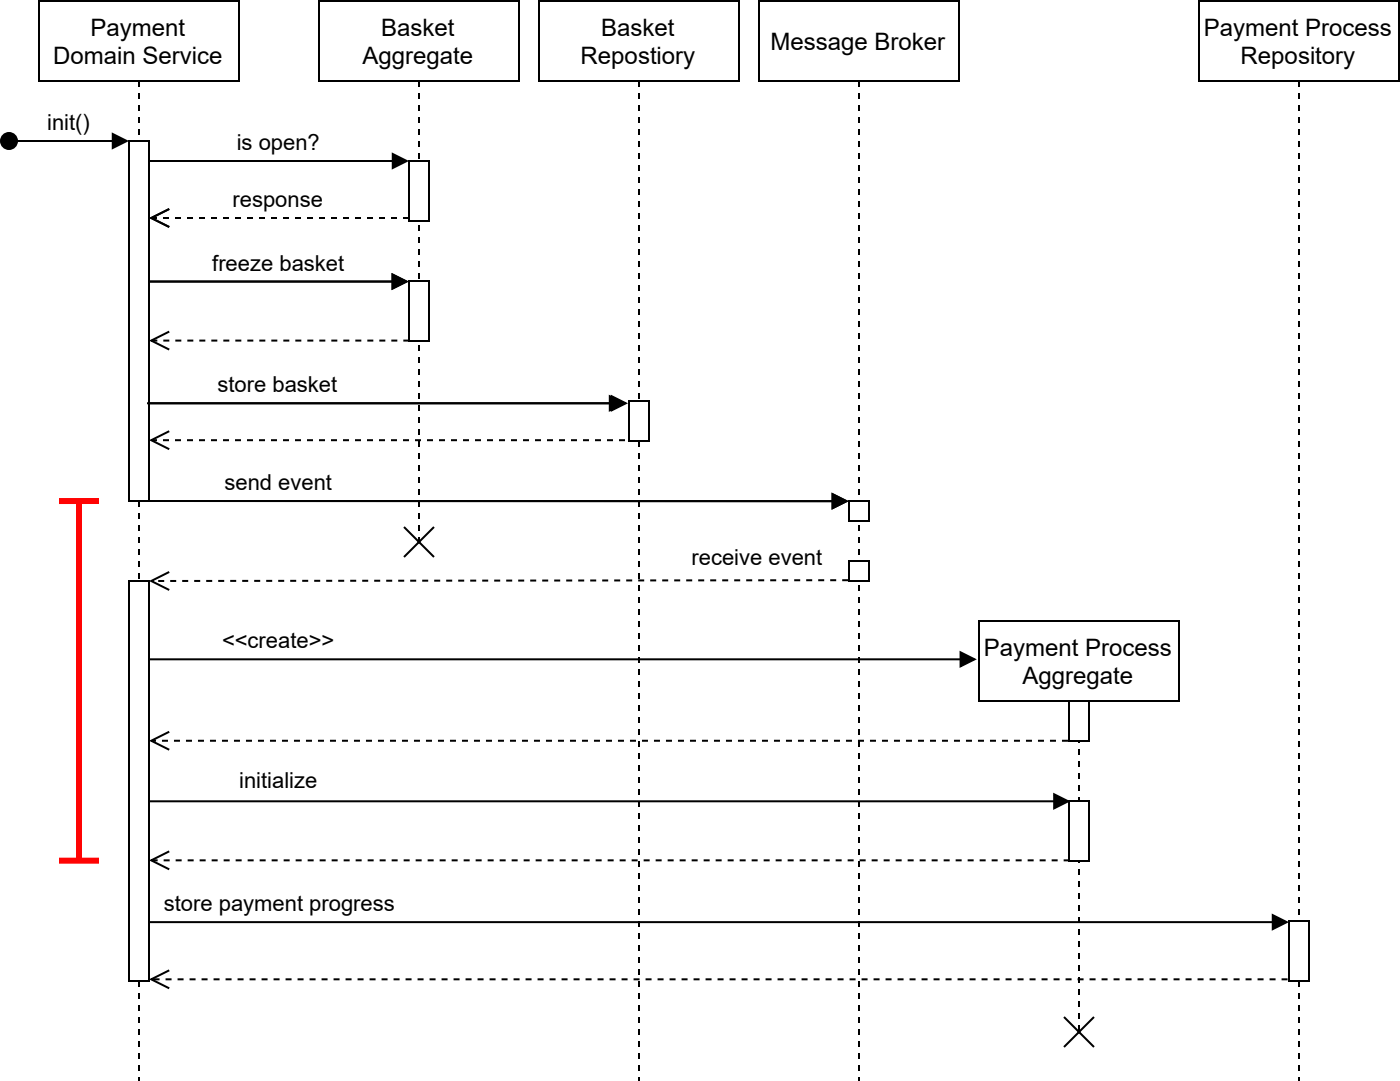 Payment
Domain Service
Basket
Aggregate
Basket
Repostiory
Message Broker
Payment Process
Repository
init()
is open?
response
freeze basket
store basket
send event
receive event
<<create>>
Payment Process
Aggregate
initialize
store payment progress